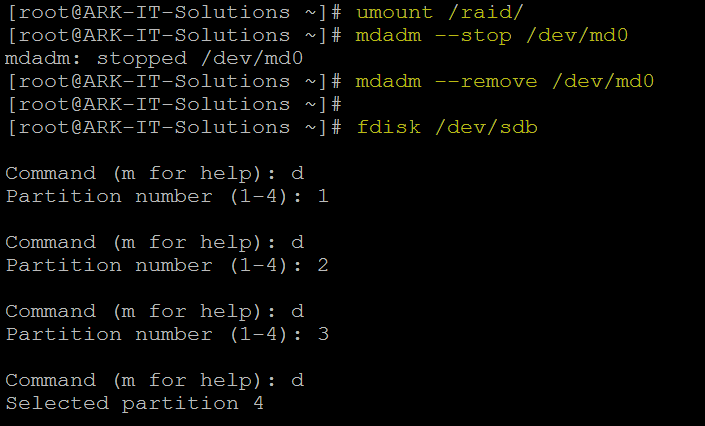 [root@ARK-IT-Solutions ~]# umount /raid/
[root@ARK-IT-Solutions ~]# mdadm --stop /dev/md0
mdadm: stopped /dev/md0
[root@ARK-IT-Solutions ~]# mdadm --remove /dev/md0
[root@ARK-IT-Solutions ~]#
[root@ARK-IT-Solutions ~]# fdisk /dev/sdb
Command (m for help): d
Partition number (1-4): 1
Command (m for help): d
Partition number (1-4): 2
Command (m for help): d
Partition number (1-4): 3
Command (m for help): d
Selected partition 4